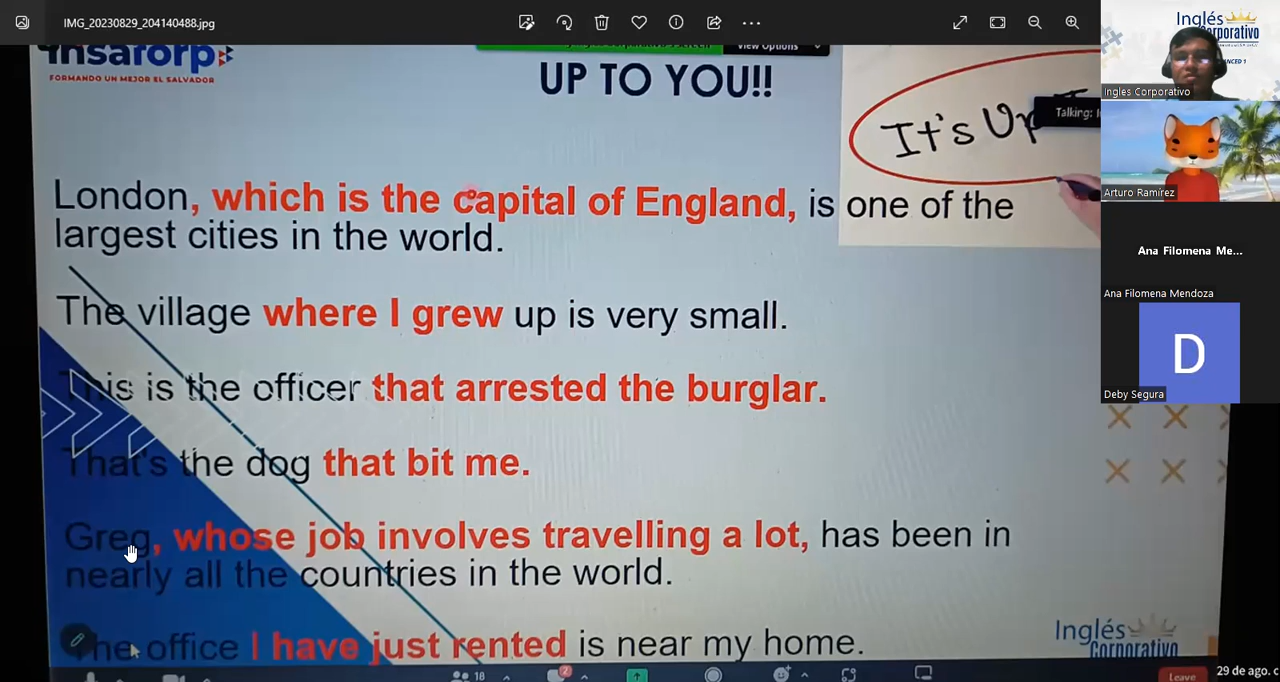 IMG_20230829_204140488.jpg
insaforp
FORMANDO UN MEJOR EL SALVADOR
View Options
UP TO YOU!!
It's Up
Talking:
London, which is the capital of England, is one of the
largest cities in the world.
The village where I grew up is very small.
This is the officer that arrested the burglar.
That's the dog that bit me.
Greg, whose job involves travelling a lot, has been in
nearly all the countries in the world.
The office I have just rented is near my home.
Inglés
Corporativo
18
2
Leave
29 de ago.
Inglés
Corporativo
Ingles Corporativo
Arturo Ramírez
Ana Filomena Me...
Ana Filomena Mendoza
D
Deby Segura